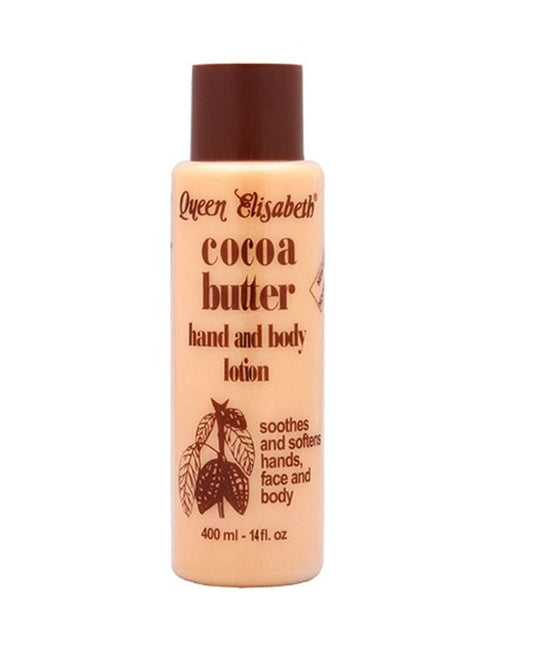 Queen Elisabeth®
cocoa
butter
hand and body
lotion
soothes
and softens
hands,
face and
body
400 ml - 14 fl. oz